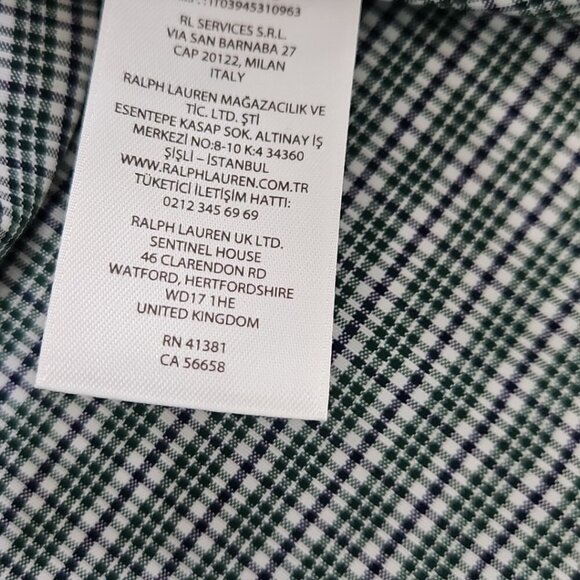 IT03945310963
RL SERVICES S.R.L.
VIA SAN BARNABA 27
CAP 20122, MILAN
ITALY
RALPH LAUREN MAĞAZACILIK VE
TİC. LTD. ŞTİ
ESENTEPE KASAP SOK. ALTINAY İŞ
MERKEZİ NO:8-10 K:4 34360
ŞİŞLİ – İSTANBUL
WWW.RALPHLAUREN.COM.TR
TÜKETİCİ İLETİŞİM HATTI:
0212 345 69 69
RALPH LAUREN UK LTD.
SENTINEL HOUSE
46 CLARENDON RD
WATFORD, HERTFORDSHIRE
WD17 1HE
UNITED KINGDOM
RN 41381
CA 56658